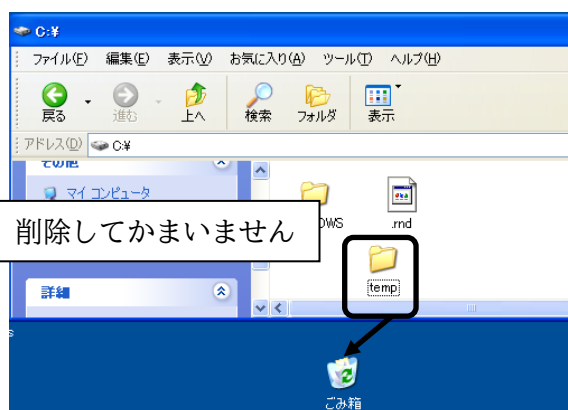 C:¥
ファイル(F) 編集(E) 表示(V) お気に入り(A) ツール(T) ヘルプ(H)
戻る 進む 上へ 検索 フォルダ 表示
アドレス(D) C:¥
その他
マイ コンピュータ
削除してかまいません
OWS .rnd
詳細
temp
s
ごみ箱